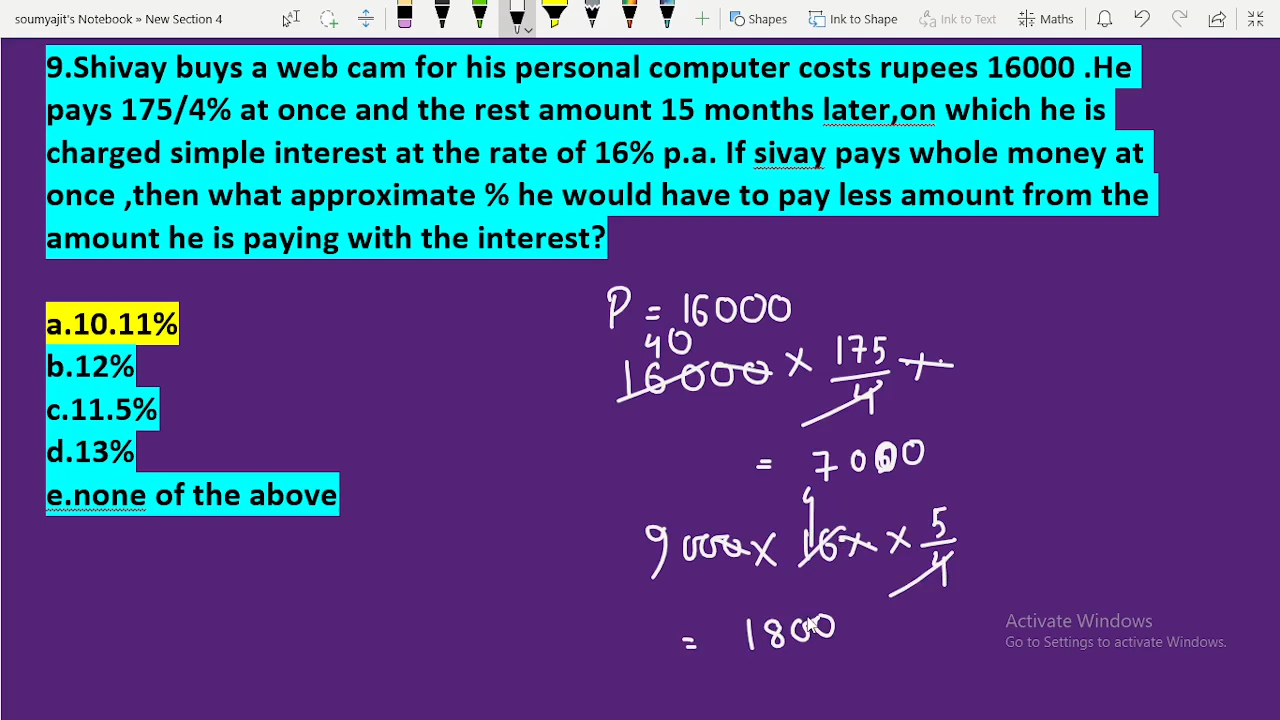 soumyajit's Notebook » New Section 4
Shapes
Ink to Shape
Ink to Text
Maths
9.Shivay buys a web cam for his personal computer costs rupees 16000 .He
pays 175/4% at once and the rest amount 15 months later,on which he is
charged simple interest at the rate of 16% p.a. If sivay pays whole money at
once ,then what approximate % he would have to pay less amount from the
amount he is paying with the interest?
a.10.11%
b.12%
c.11.5%
d.13%
e.none of the above
P = 16000
40
16000 × 175/4 %
= 7000
4
9000 × 16% × 5/4
= 1800
Activate Windows
Go to Settings to activate Windows.